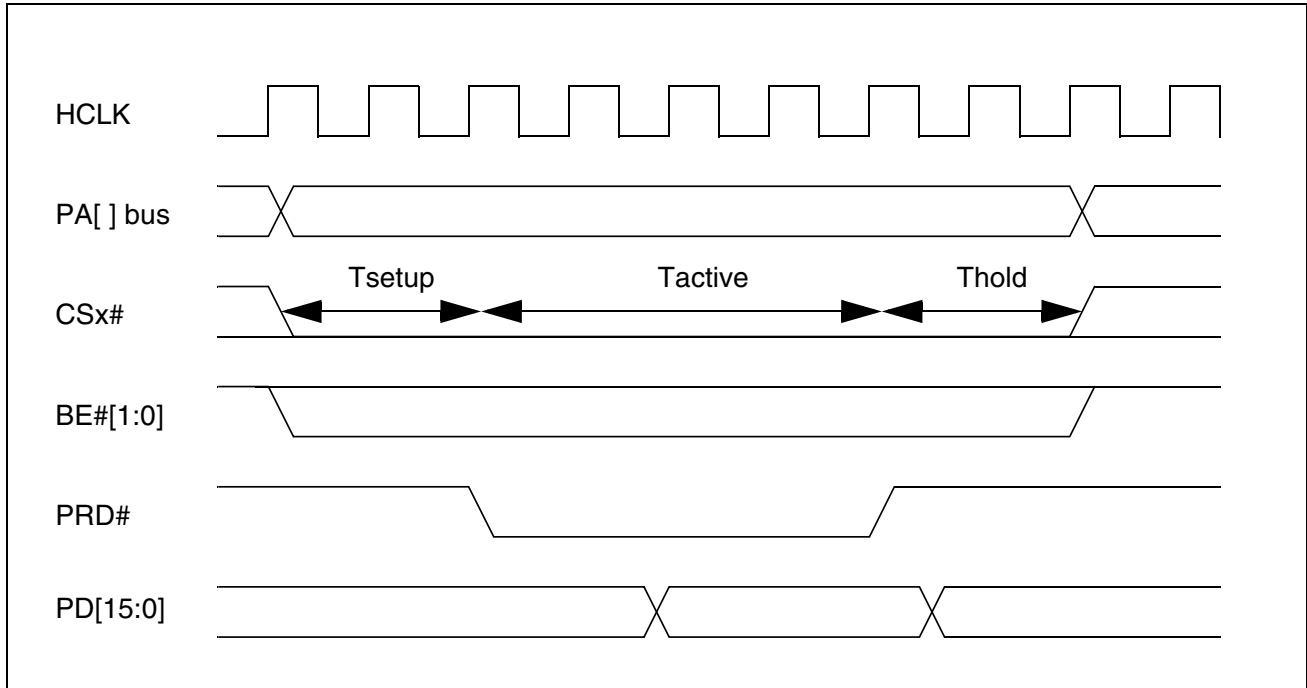 HCLK
PA[ ] bus
Tsetup
Tactive
Thold
CSx#
BE#[1:0]
PRD#
PD[15:0]